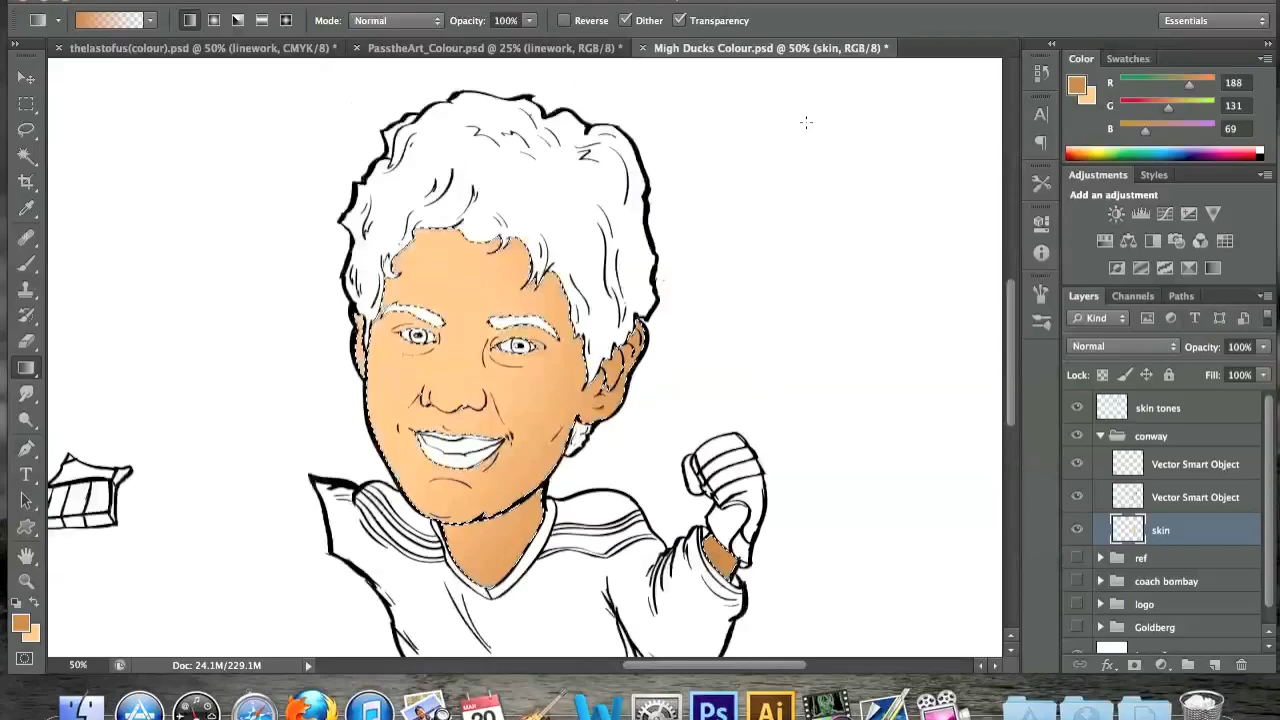 Mode: Normal Opacity: 100% Reverse Dither Transparency Essentials
thelastofus(colour).psd @ 50% (linework, CMYK/8) * PasstheArt_Colour.psd @ 25% (linework, RGB/8) * Migh Ducks Colour.psd @ 50% (skin, RGB/8) *
Color Swatches
R 188
G 131
B 69
Adjustments Styles
Add an adjustment
Layers Channels Paths
Kind
Normal Opacity: 100%
Lock: Fill: 100%
skin tones
conway
Vector Smart Object
Vector Smart Object
skin
ref
coach bombay
logo
Goldberg
50% Doc: 24.1M/229.1M
Ps Ai